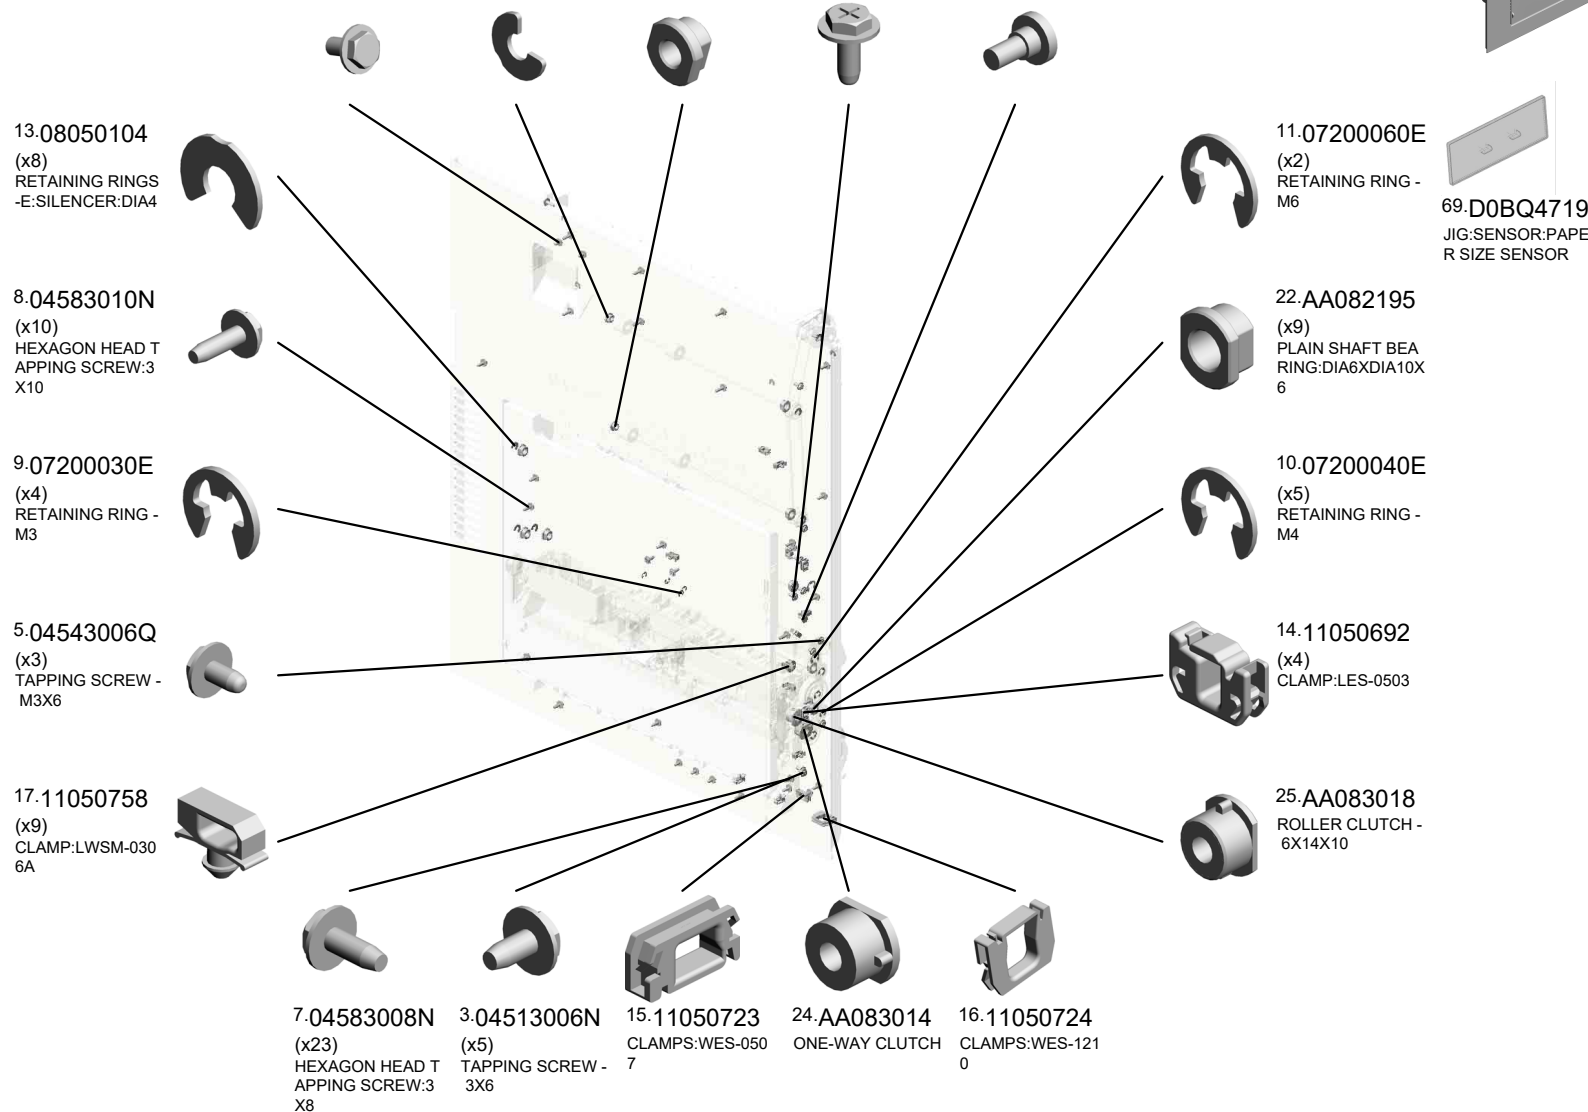 13.08050104
(x8)
RETAINING RINGS
-E:SILENCER:DIA4
8.04583010N
(x10)
HEXAGON HEAD T
APPING SCREW:3
X10
9.07200030E
(x4)
RETAINING RING -
M3
5.04543006Q
(x3)
TAPPING SCREW -
M3X6
17.11050758
(x9)
CLAMP:LWSM-030
6A
7.04583008N
(x23)
HEXAGON HEAD T
APPING SCREW:3
X8
3.04513006N
(x5)
TAPPING SCREW -
3X6
15.11050723
CLAMPS:WES-050
7
24.AA083014
ONE-WAY CLUTCH
16.11050724
CLAMPS:WES-121
0
11.07200060E
(x2)
RETAINING RING -
M6
22.AA082195
(x9)
PLAIN SHAFT BEA
RING:DIA6XDIA10X
6
10.07200040E
(x5)
RETAINING RING -
M4
14.11050692
(x4)
CLAMP:LES-0503
25.AA083018
ROLLER CLUTCH -
6X14X10
69.D0BQ4719
JIG:SENSOR:PAPE
R SIZE SENSOR